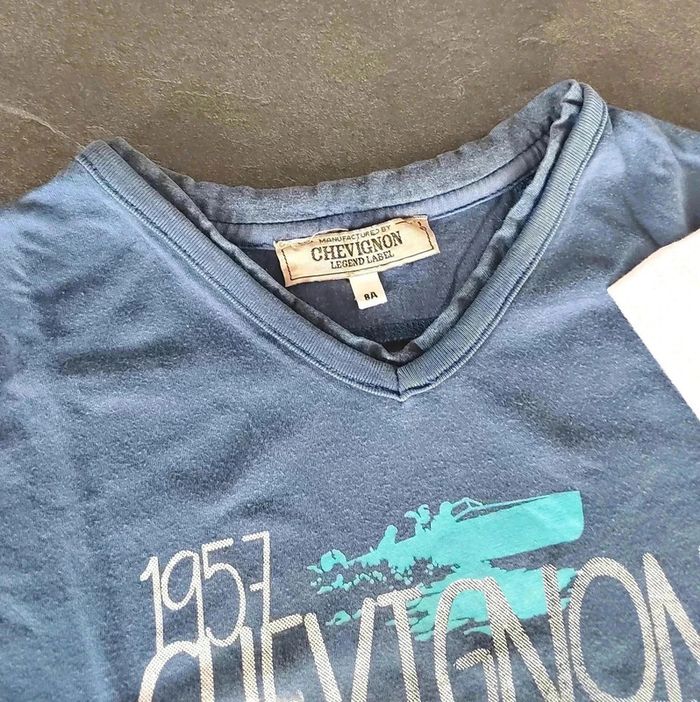 MANUFACTURED BY
CHEVIGNON
LEGEND LABEL
8A
1957
CHEVIGNON